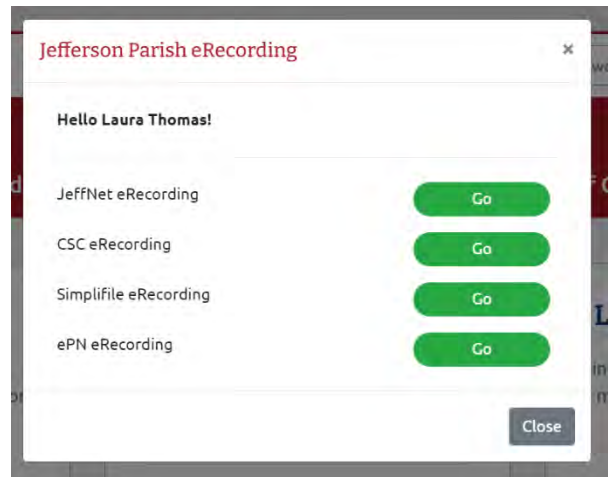 Jefferson Parish eRecording ×
Hello Laura Thomas!
JeffNet eRecording Go
CSC eRecording Go
Simplifile eRecording Go
ePN eRecording Go
Close